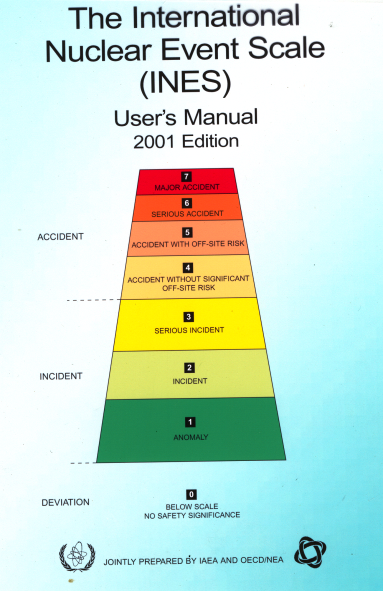 The International
Nuclear Event Scale
(INES)
User's Manual
2001 Edition
7
MAJOR ACCIDENT
6
SERIOUS ACCIDENT
5
ACCIDENT WITH OFF-SITE RISK
4
ACCIDENT WITHOUT SIGNIFICANT
OFF-SITE RISK
ACCIDENT
3
SERIOUS INCIDENT
2
INCIDENT
INCIDENT
1
ANOMALY
DEVIATION
0
BELOW SCALE
NO SAFETY SIGNIFICANCE
JOINTLY PREPARED BY IAEA AND OECD/NEA